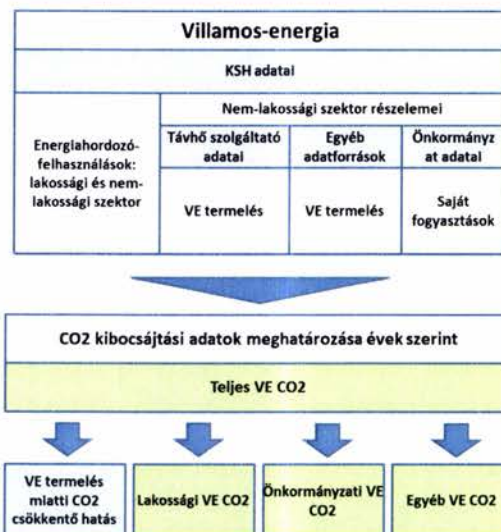 Villamos-energia
KSH adatai
Energiahordozó-
felhasználások:
lakossági és nem-
lakossági szektor
Nem-lakossági szektor részelemei
Távhő szolgáltató
adatai
Egyéb
adatforrások
Önkormányz
at adatai
VE termelés
VE termelés
Saját
fogyasztások
CO2 kibocsájtási adatok meghatározása évek szerint
Teljes VE CO2
VE termelés
miatti CO2
csökkentő hatás
Lakossági VE CO2
Önkormányzati VE
CO2
Egyéb VE CO2